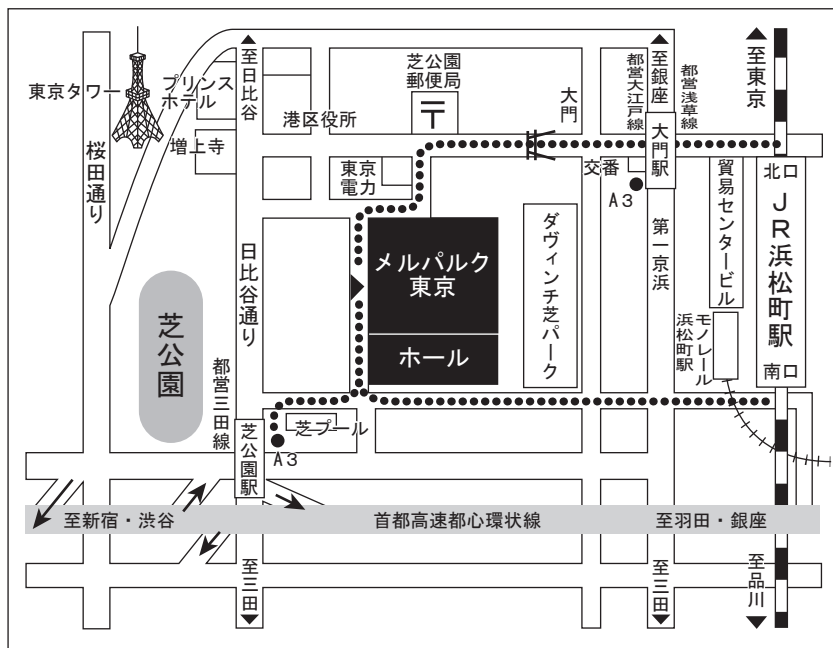 東京タワー
プリンス
ホテル
増上寺
桜田通り
至日比谷
港区役所
芝公園
郵便局
〒
大門
都営大江戸線
至銀座
都営浅草線
至東京
大門駅
交番
A3
東京
電力
貿易センタービル
北口
JR浜松町駅
南口
メルパルク
東京
ホール
ダヴィンチ芝パーク
第一京浜
モノレール
浜松町駅
日比谷通り
芝公園
都営三田線
芝公園駅
芝プール
A3
至新宿・渋谷
首都高速都心環状線
至羽田・銀座
至三田
至三田
至品川